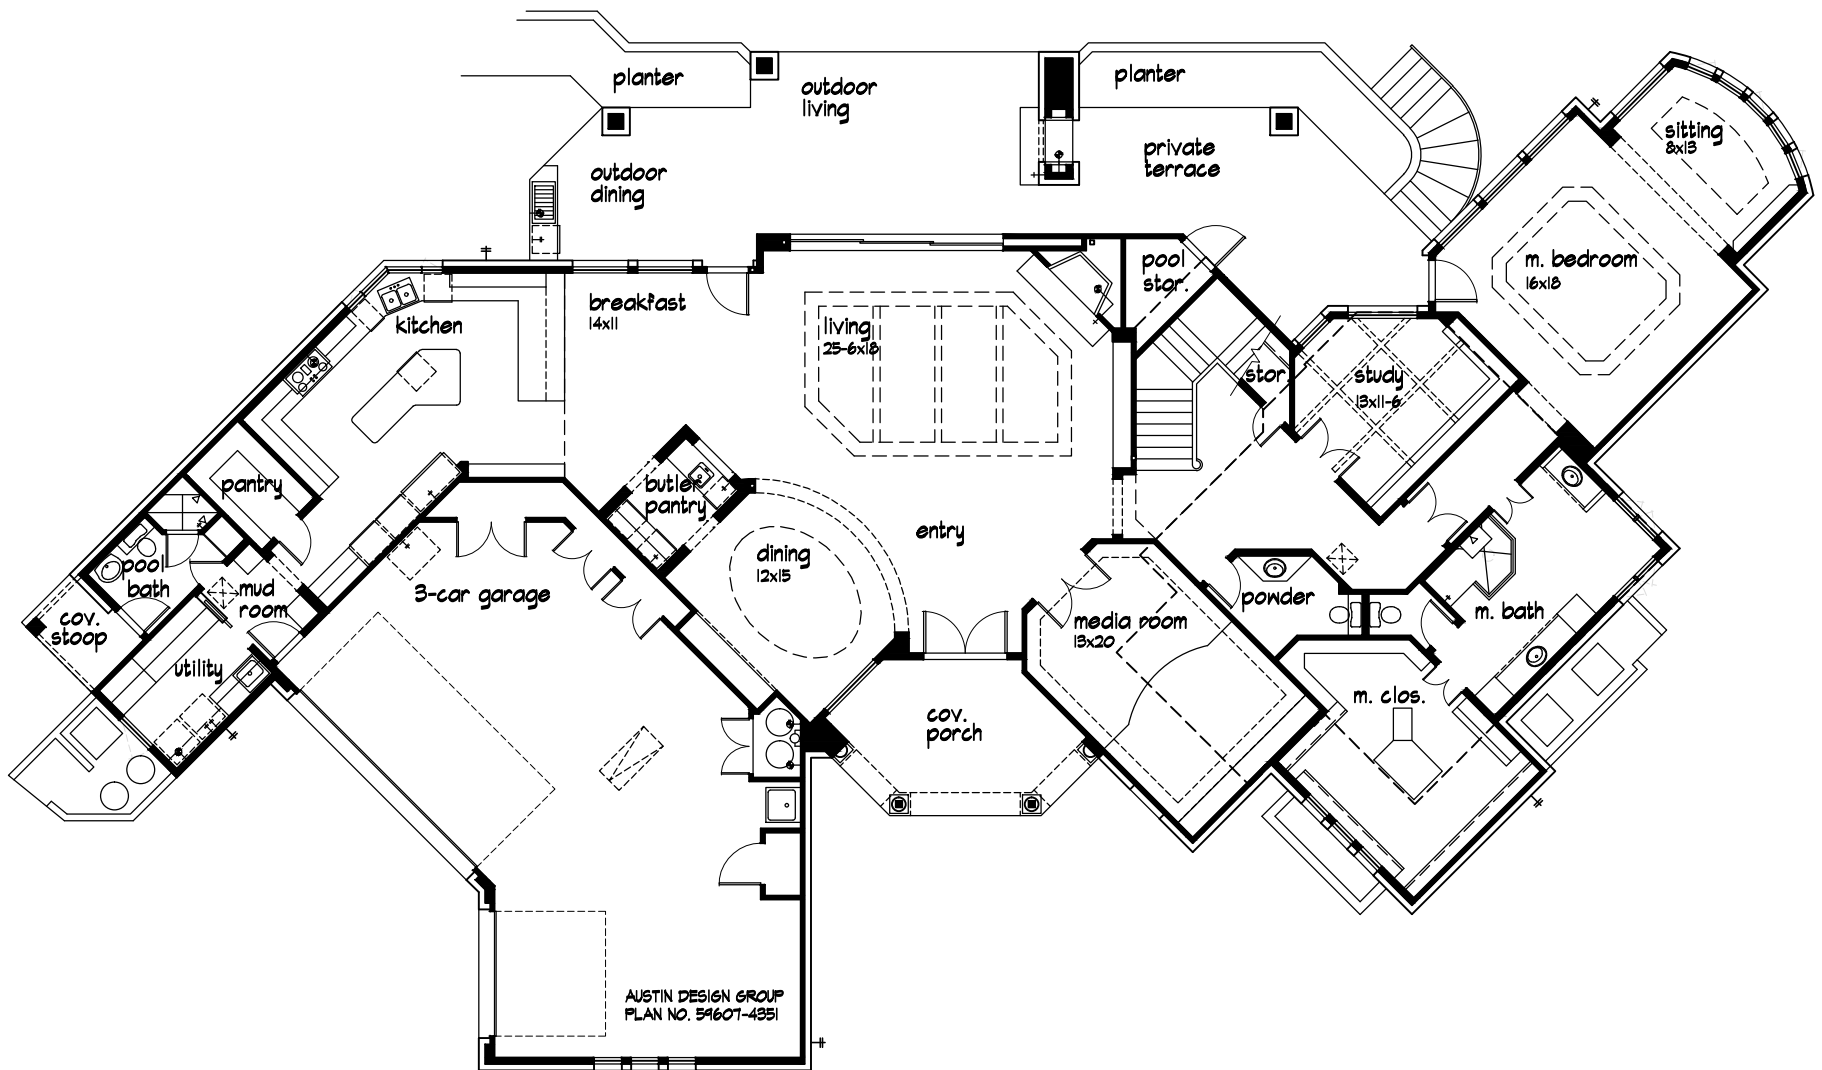 planter
outdoor
living
planter
sitting
8x13
private
terrace
outdoor
dining
pool
stor.
m. bedroom
16x18
breakfast
14x11
kitchen
living
25-6x18
stor.
study
13x11-6
pantry
butler
pantry
entry
dining
12x15
pool
bath
mud
room
3-car garage
powder
m. bath
cov.
stoop
media room
13x20
utility
m. clos.
cov.
porch
AUSTIN DESIGN GROUP
PLAN NO. 59607-4351